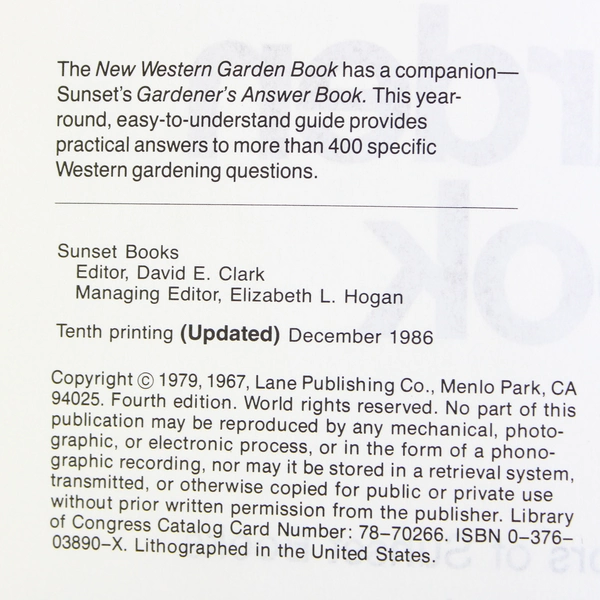 The New Western Garden Book has a companion—
Sunset's Gardener's Answer Book. This year-
round, easy-to-understand guide provides
practical answers to more than 400 specific
Western gardening questions.
Sunset Books
Editor, David E. Clark
Managing Editor, Elizabeth L. Hogan
Tenth printing (Updated) December 1986
Copyright © 1979, 1967, Lane Publishing Co., Menlo Park, CA
94025. Fourth edition. World rights reserved. No part of this
publication may be reproduced by any mechanical, photo-
graphic, or electronic process, or in the form of a phono-
graphic recording, nor may it be stored in a retrieval system,
transmitted, or otherwise copied for public or private use
without prior written permission from the publisher. Library
of Congress Catalog Card Number: 78–70266. ISBN 0–376–
03890–X. Lithographed in the United States.